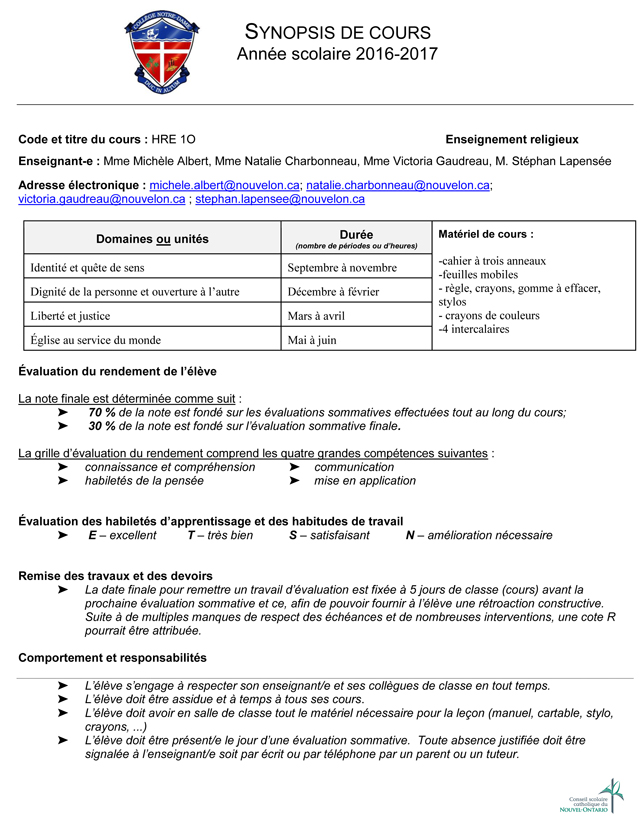 COLLÈGE NOTRE-DAME
DUC IN ALTUM
SYNOPSIS DE COURS
Année scolaire 2016-2017
Code et titre du cours : HRE 1O Enseignement religieux
Enseignant-e : Mme Michèle Albert, Mme Natalie Charbonneau, Mme Victoria Gaudreau, M. Stéphan Lapensée
Adresse électronique : michele.albert@nouvelon.ca; natalie.charbonneau@nouvelon.ca;
victoria.gaudreau@nouvelon.ca ; stephan.lapensee@nouvelon.ca
Domaines ou unités
Durée
(nombre de périodes ou d'heures)
Identité et quête de sens Septembre à novembre
Dignité de la personne et ouverture à l'autre Décembre à février
Liberté et justice Mars à avril
Église au service du monde Mai à juin
Matériel de cours :
-cahier à trois anneaux
-feuilles mobiles
- règle, crayons, gomme à effacer,
stylos
- crayons de couleurs
-4 intercalaires
Évaluation du rendement de l'élève
La note finale est déterminée comme suit :
➤ 70 % de la note est fondé sur les évaluations sommatives effectuées tout au long du cours;
➤ 30 % de la note est fondé sur l'évaluation sommative finale.
La grille d'évaluation du rendement comprend les quatre grandes compétences suivantes :
➤ connaissance et compréhension ➤ communication
➤ habiletés de la pensée ➤ mise en application
Évaluation des habiletés d'apprentissage et des habitudes de travail
➤ E – excellent T – très bien S – satisfaisant N – amélioration nécessaire
Remise des travaux et des devoirs
➤ La date finale pour remettre un travail d'évaluation est fixée à 5 jours de classe (cours) avant la
prochaine évaluation sommative et ce, afin de pouvoir fournir à l'élève une rétroaction constructive.
Suite à de multiples manques de respect des échéances et de nombreuses interventions, une cote R
pourrait être attribuée.
Comportement et responsabilités
➤ L'élève s'engage à respecter son enseignant/e et ses collègues de classe en tout temps.
➤ L'élève doit être assidue et à temps à tous ses cours.
➤ L'élève doit avoir en salle de classe tout le matériel nécessaire pour la leçon (manuel, cartable, stylo,
crayons, ...)
➤ L'élève doit être présent/e le jour d'une évaluation sommative. Toute absence justifiée doit être
signalée à l'enseignant/e soit par écrit ou par téléphone par un parent ou un tuteur.
Conseil scolaire
catholique du
NOUVEL-ONTARIO